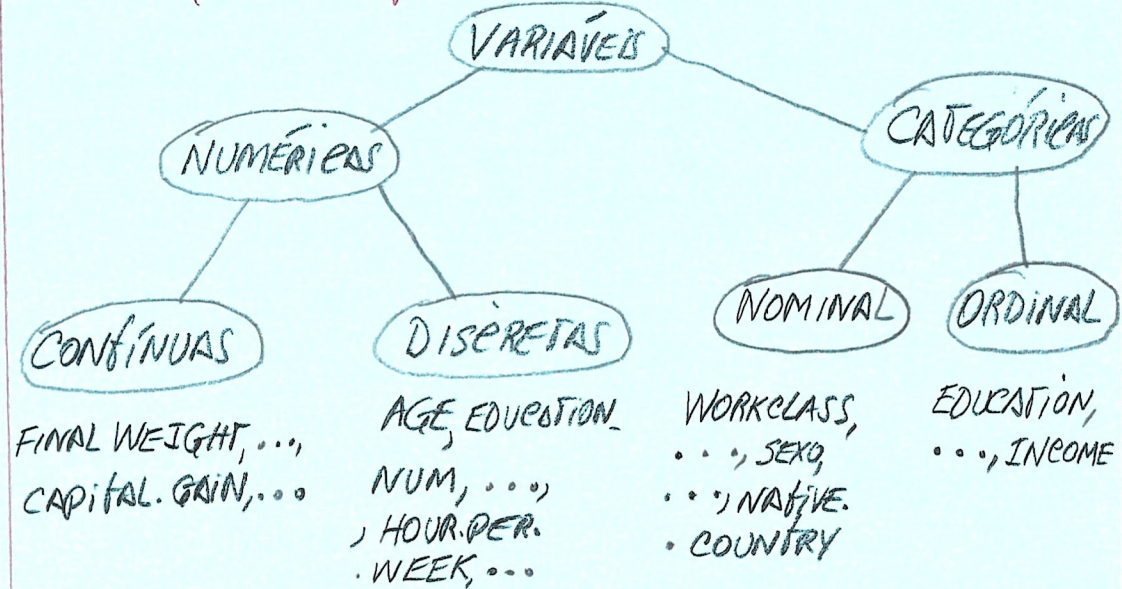 VARIÁVEIS
NUMÉRICAS
CATEGÓRICAS
CONTÍNUAS
DISCRETAS
NOMINAL
ORDINAL
FINAL WEIGHT, ...,
CAPITAL. GAIN, ...
AGE, EDUCATION_
NUM, ...,
, HOUR.PER.
. WEEK, ...
WORKCLASS,
..., SEXO,
..., NATIVE.
. COUNTRY
EDUCATION,
..., INCOME